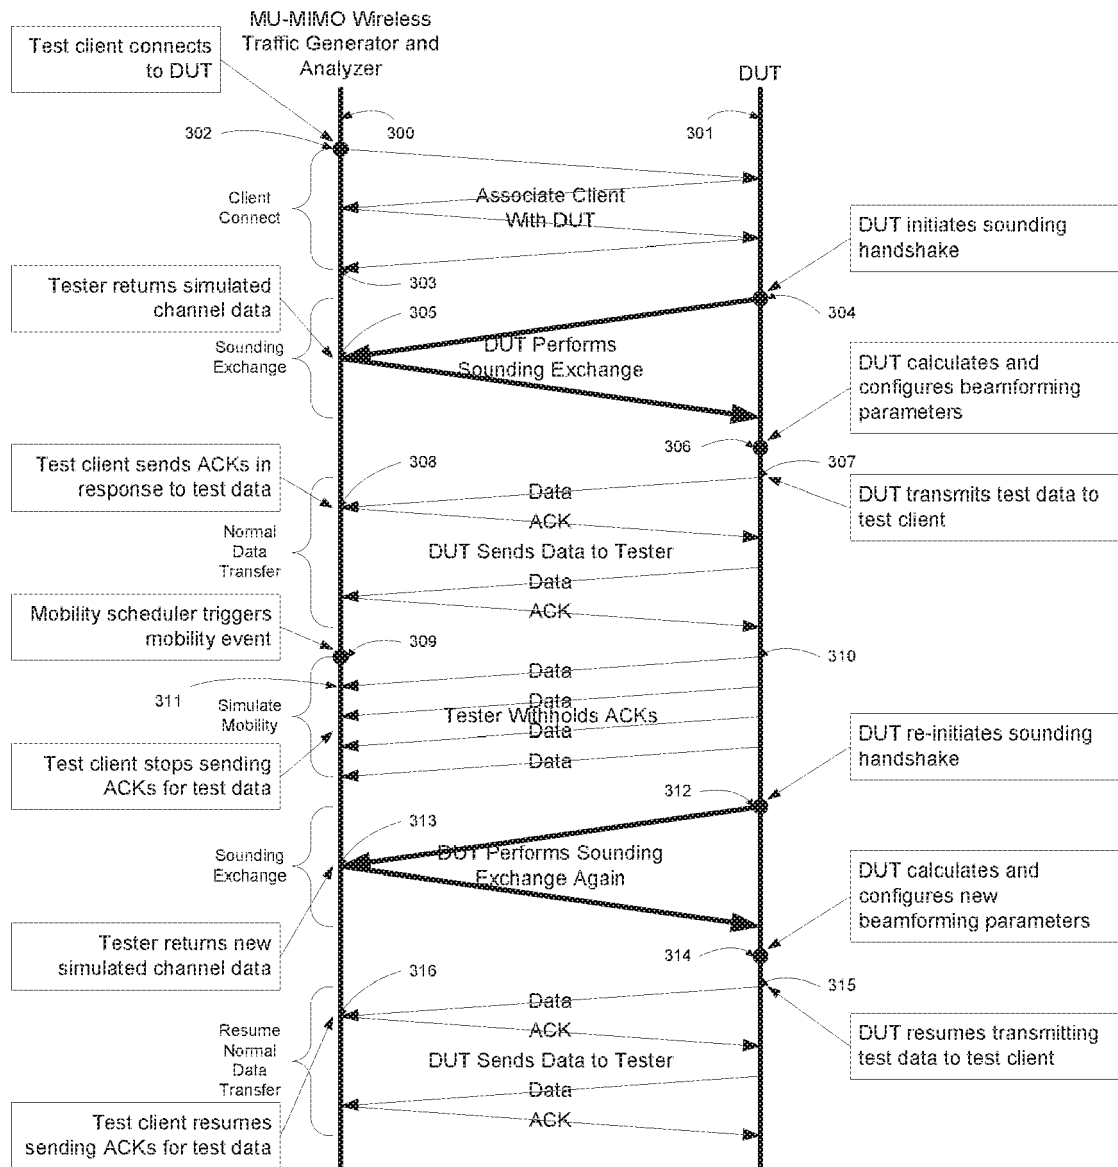 MU-MIMO Wireless
Traffic Generator and
Analyzer
DUT
Test client connects
to DUT
302
300
301
Client
Connect
Associate Client
With DUT
DUT initiates sounding
handshake
303
304
Tester returns simulated
channel data
305
Sounding
Exchange
DUT Performs
Sounding Exchange
DUT calculates and
configures beamforming
parameters
306
307
Test client sends ACKs in
response to test data
308
Data
DUT transmits test data to
test client
ACK
Normal
Data
Transfer
DUT Sends Data to Tester
Data
ACK
Mobility scheduler triggers
mobility event
309
310
311
Data
Simulate
Mobility
Data
Tester Withholds ACKs
Data
Data
Test client stops sending
ACKs for test data
DUT re-initiates sounding
handshake
312
313
Sounding
Exchange
DUT Performs Sounding
Exchange Again
DUT calculates and
configures new
beamforming parameters
Tester returns new
simulated channel data
314
315
316
Data
ACK
DUT resumes transmitting
test data to test client
Resume
Normal
Data
Transfer
DUT Sends Data to Tester
Data
ACK
Test client resumes
sending ACKs for test data